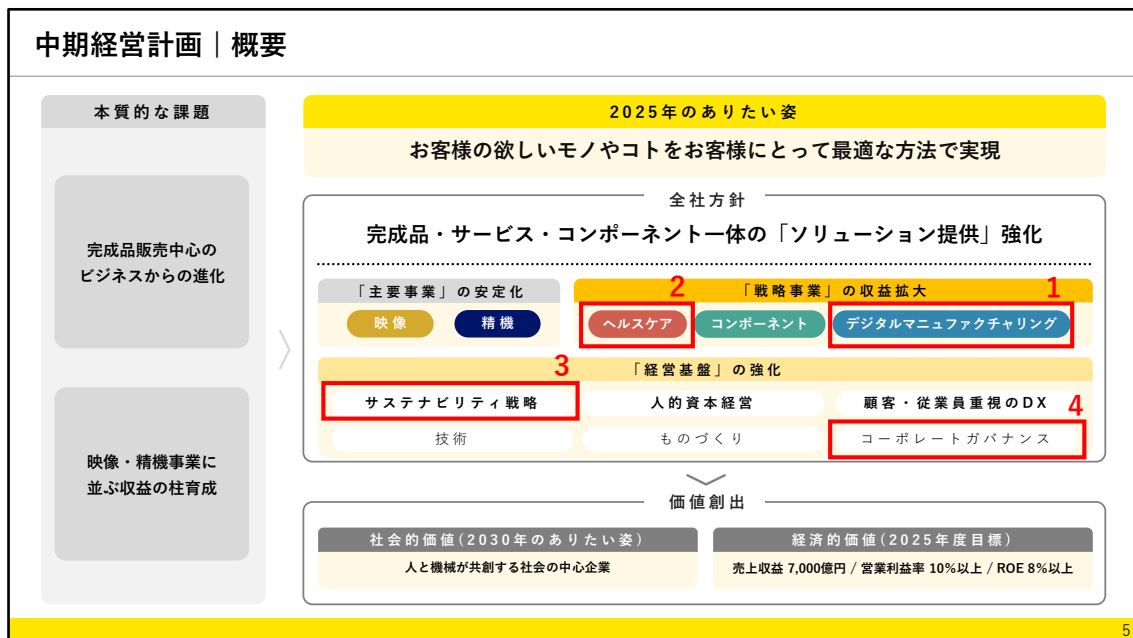 中期経営計画｜概要
本質的な課題
完成品販売中心の
ビジネスからの進化
映像・精機事業に
並ぶ収益の柱育成
2025年のありたい姿
お客様の欲しいモノやコトをお客様にとって最適な方法で実現
全社方針
完成品・サービス・コンポーネント一体の「ソリューション提供」強化
「主要事業」の安定化
映像
精機
2
「戦略事業」の収益拡大
1
ヘルスケア
コンポーネント
デジタルマニュファクチャリング
3
「経営基盤」の強化
サステナビリティ戦略
人的資本経営
顧客・従業員重視のDX
4
技術
ものづくり
コーポレートガバナンス
価値創出
社会的価値(2030年のありたい姿)
人と機械が共創する社会の中心企業
経済的価値(2025年度目標)
売上収益 7,000億円 / 営業利益率 10%以上 / ROE 8%以上
5